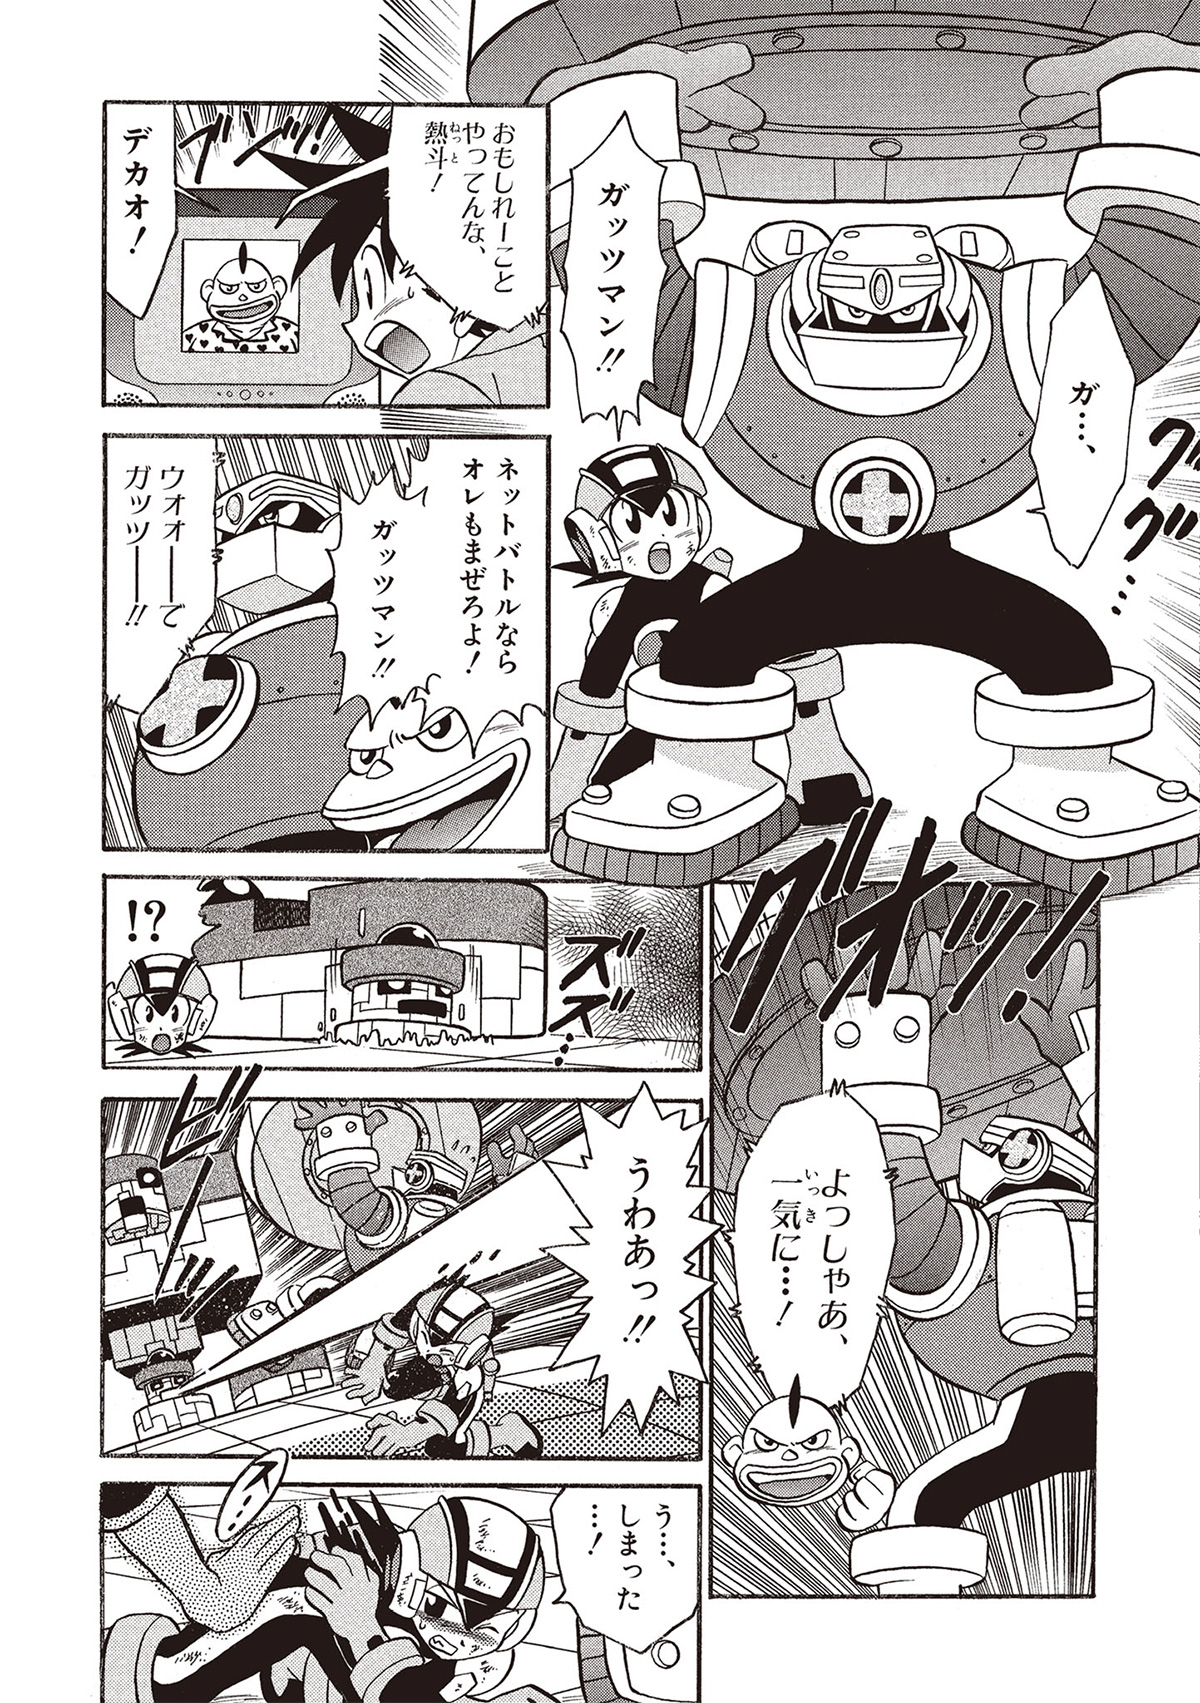 ガ…、
ググ
……
ガッツマン!!
おもしれーこと
やってんな、
熱斗!
ねっと
ブンッ!
デカオ!
ネットバトルなら
オレもまぜろよ!
ガッツマン!!
ウオォーで
ガッツ――!!
グオッ!
よっしゃあ、
一気に…!
いっき
ズズ…
!?
うわあっ!!
ビッ
う…、
しまった
…!
ズ…